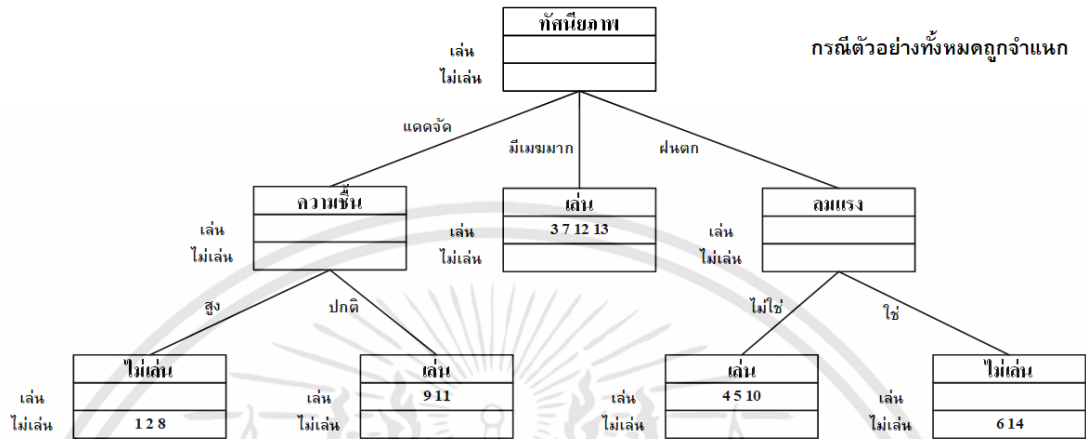 ทัศนียภาพ
เล่น
ไม่เล่น
กรณีตัวอย่างทั้งหมดถูกจำแนก
แดดจัด
มีเมฆมาก
ฝนตก
ความชื้น
เล่น
ไม่เล่น
เล่น
เล่น 3 7 12 13
ไม่เล่น
ลมแรง
เล่น
ไม่เล่น
สูง
ปกติ
ไม่ใช่
ใช่
ไม่เล่น
เล่น
ไม่เล่น 1 2 8
เล่น
เล่น 9 11
ไม่เล่น
เล่น
เล่น 4 5 10
ไม่เล่น
ไม่เล่น
เล่น
ไม่เล่น 6 14